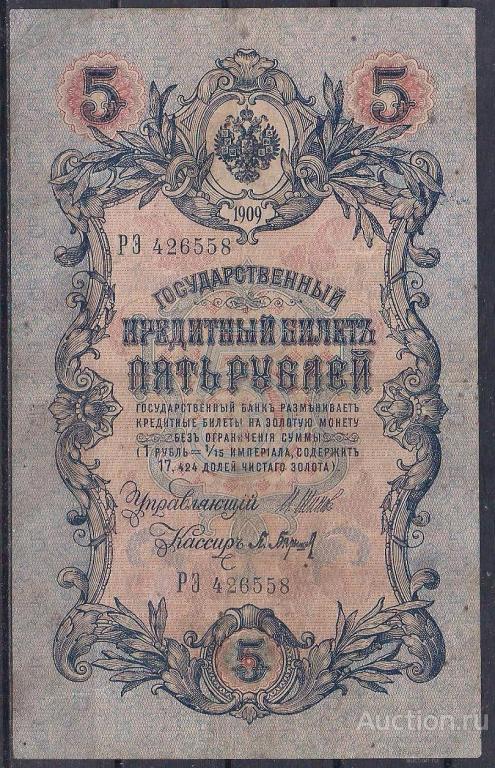 5 5
1909
РЭ 426558
ГОСУДАРСТВЕННЫЙ
КРЕДИТНЫЙ БИЛЕТЪ
ПЯТЬ РУБЛЕЙ
ГОСУДАРСТВЕННЫЙ БАНКЪ РАЗМѢНИВАЕТЪ
КРЕДИТНЫЕ БИЛЕТЫ НА ЗОЛОТУЮ МОНЕТУ
БЕЗЪ ОГРАНИЧЕНІЯ СУММЫ
(1 РУБЛЬ = 1/15 ИМПЕРІАЛА, СОДЕРЖИТЪ
17,424 ДОЛЕЙ ЧИСТАГО ЗОЛОТА).
Управляющій
Кассиръ
РЭ 426558
5
Auction.ru